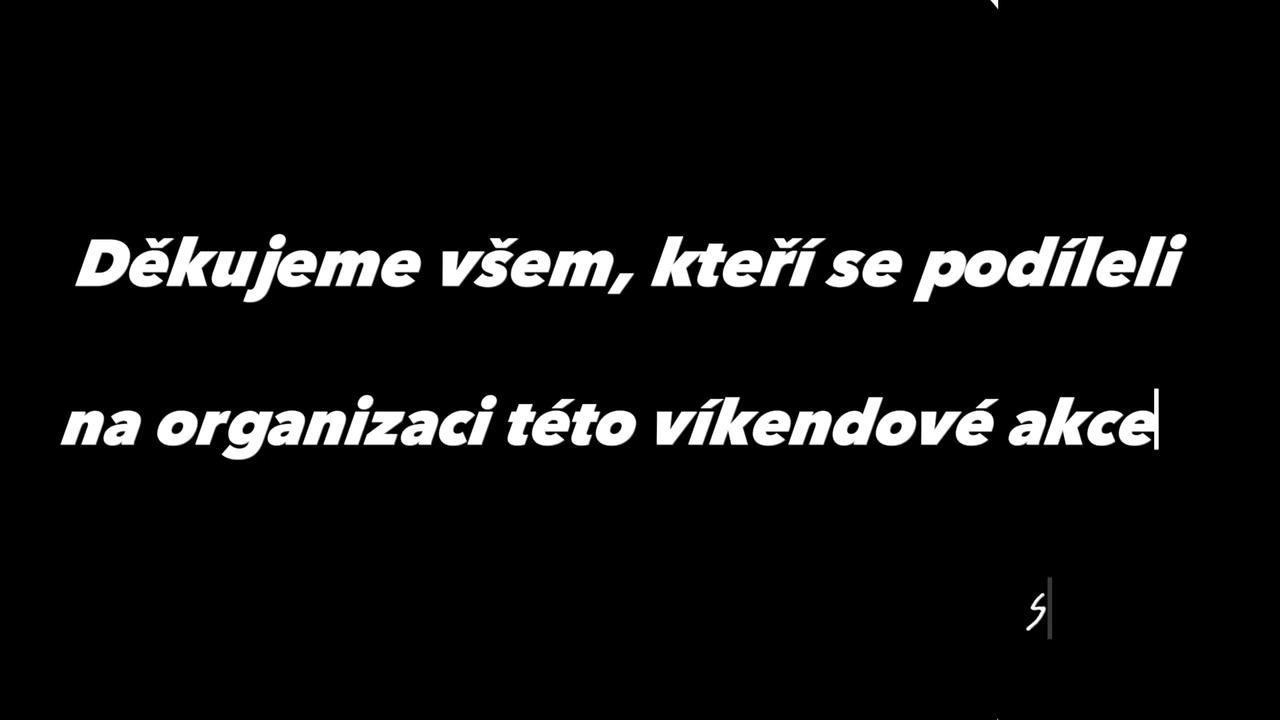 Děkujeme všem, kteří se podíleli
na organizaci této víkendové akce
S